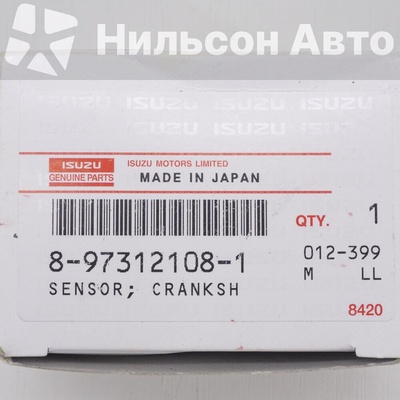 Нильсон Авто
ISUZU
GENUINE PARTS
ISUZU MOTORS LIMITED
MADE IN JAPAN
QTY. 1
8-97312108-1
012-399
SENSOR; CRANKSH
M LL
8420